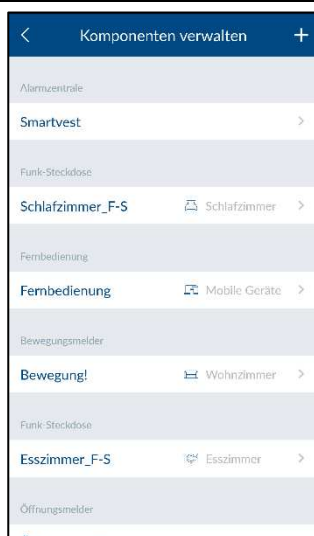 Komponenten verwalten
Alarmzentrale
Smartvest
Funk-Steckdose
Schlafzimmer_F-S Schlafzimmer
Fernbedienung
Fernbedienung Mobile Geräte
Bewegungsmelder
Bewegung! Wohnzimmer
Funk-Steckdose
Esszimmer_F-S Esszimmer
Öffnungsmelder